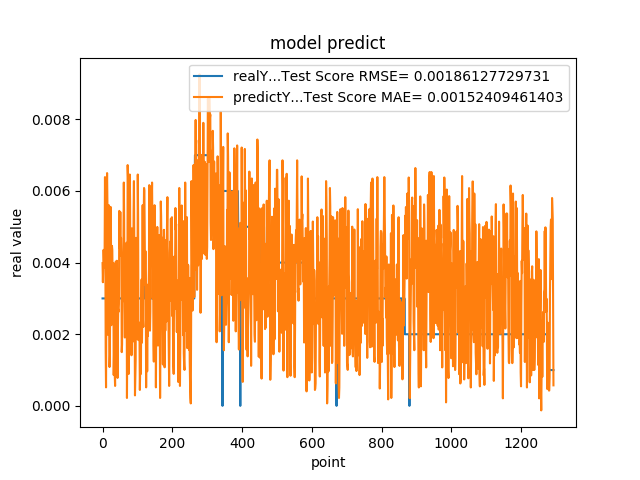 model predict
realY...Test Score RMSE= 0.00186127729731
predictY...Test Score MAE= 0.00152409461403
real value
0.008
0.006
0.004
0.002
0.000
0 200 400 600 800 1000 1200
point